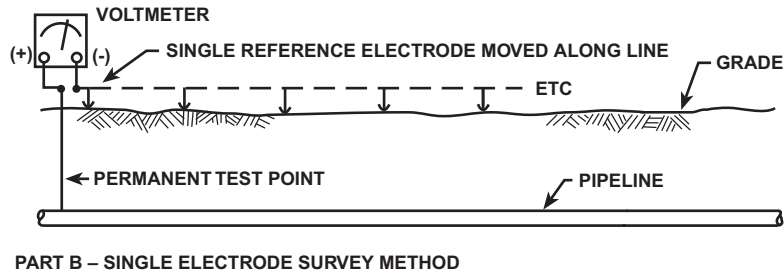 VOLTMETER
(+) (-)
SINGLE REFERENCE ELECTRODE MOVED ALONG LINE
GRADE
ETC
PERMANENT TEST POINT
PIPELINE
PART B – SINGLE ELECTRODE SURVEY METHOD